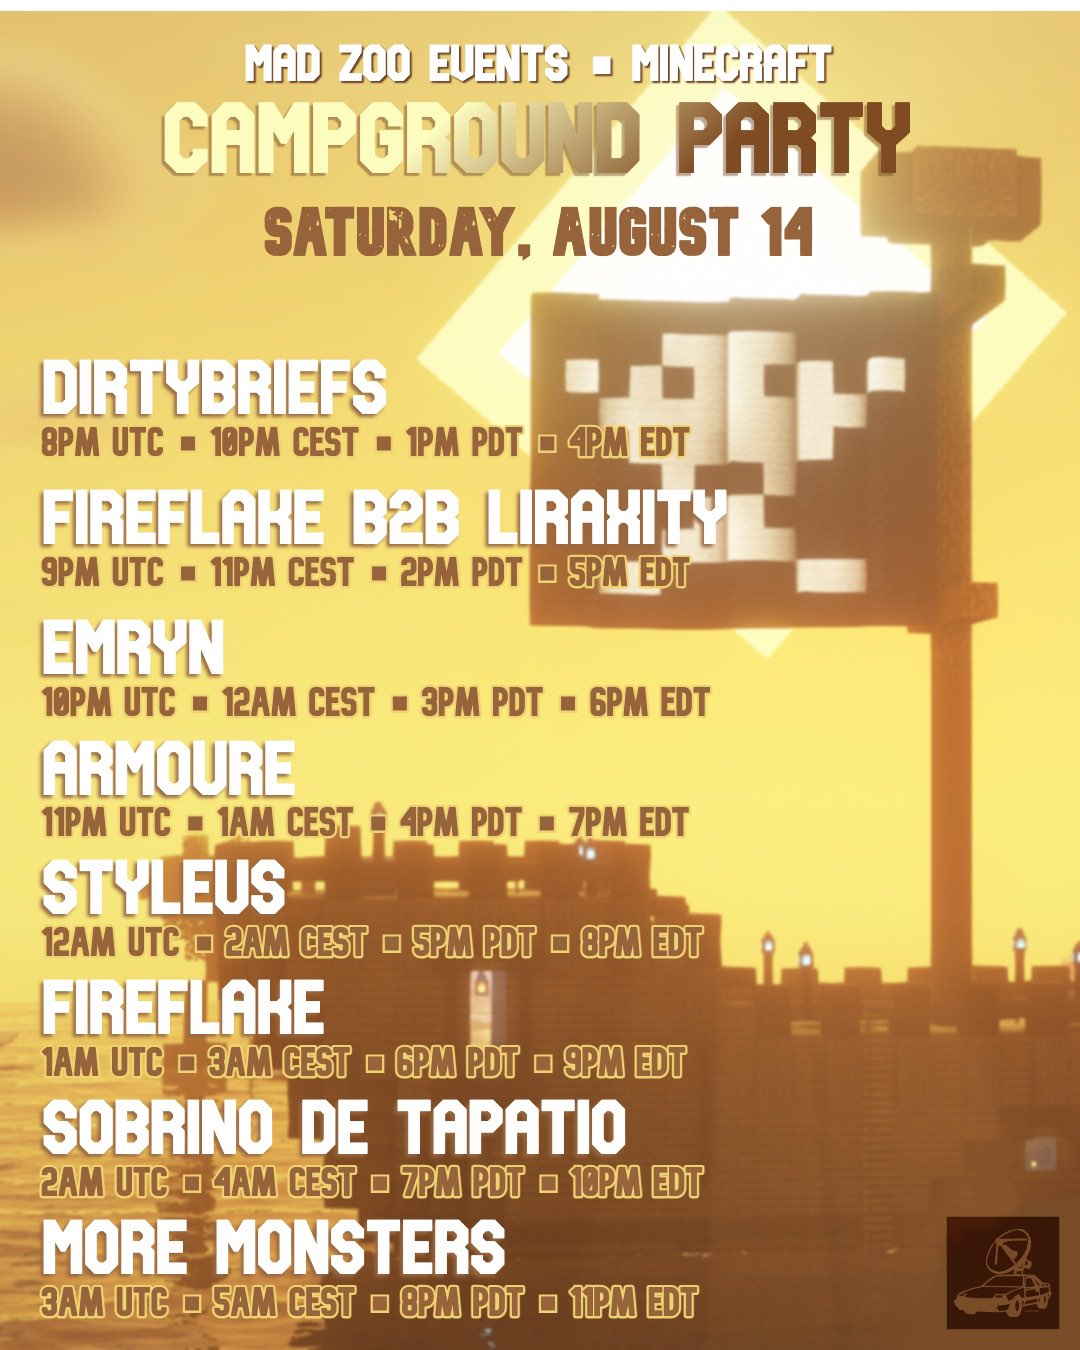 MAD ZOO EVENTS ▪ MINECRAFT
CAMPGROUND PARTY
SATURDAY, AUGUST 14
DIRTYBRIEFS
8PM UTC ▪ 10PM CEST ▪ 1PM PDT ▪ 4PM EDT
FIREFLAKE B2B LIRAXITY
9PM UTC ▪ 11PM CEST ▪ 2PM PDT ▪ 5PM EDT
EMRYN
10PM UTC ▪ 12AM CEST ▪ 3PM PDT ▪ 6PM EDT
ARMOURE
11PM UTC ▪ 1AM CEST ▪ 4PM PDT ▪ 7PM EDT
STYLEUS
12AM UTC ▪ 2AM CEST ▪ 5PM PDT ▪ 8PM EDT
FIREFLAKE
1AM UTC ▪ 3AM CEST ▪ 6PM PDT ▪ 9PM EDT
SOBRINO DE TAPATIO
2AM UTC ▪ 4AM CEST ▪ 7PM PDT ▪ 10PM EDT
MORE MONSTERS
3AM UTC ▪ 5AM CEST ▪ 8PM PDT ▪ 11PM EDT